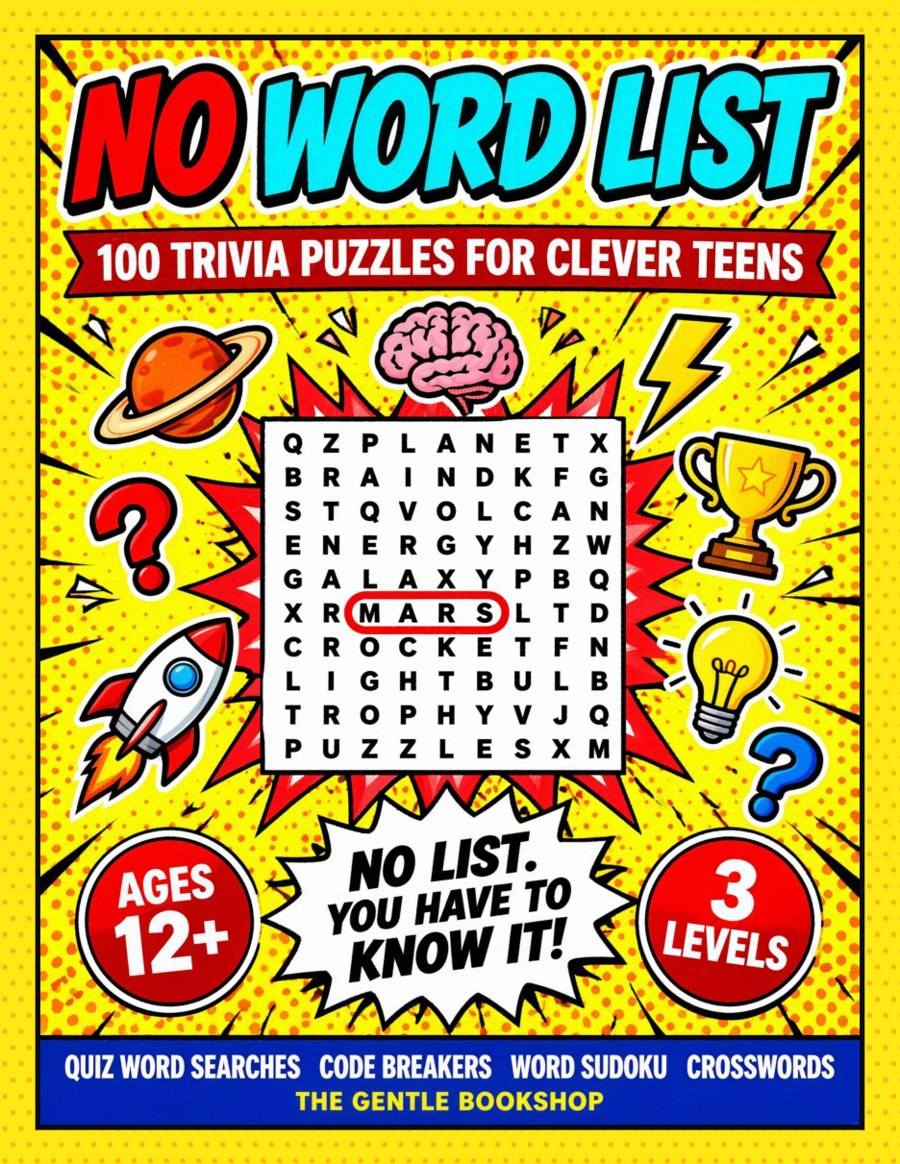 NO WORD LIST
100 TRIVIA PUZZLES FOR CLEVER TEENS
Q Z P L A N E T X
B R A I N D K F G
S T Q V O L C A N
E N E R G Y H Z W
G A L A X Y P B Q
X R M A R S L T D
C R O C K E T F N
L I G H T B U L B
T R O P H Y V J Q
P U Z Z L E S X M
NO LIST.
YOU HAVE TO
KNOW IT!
AGES
12+
3
LEVELS
QUIZ WORD SEARCHES CODE BREAKERS WORD SUDOKU CROSSWORDS
THE GENTLE BOOKSHOP